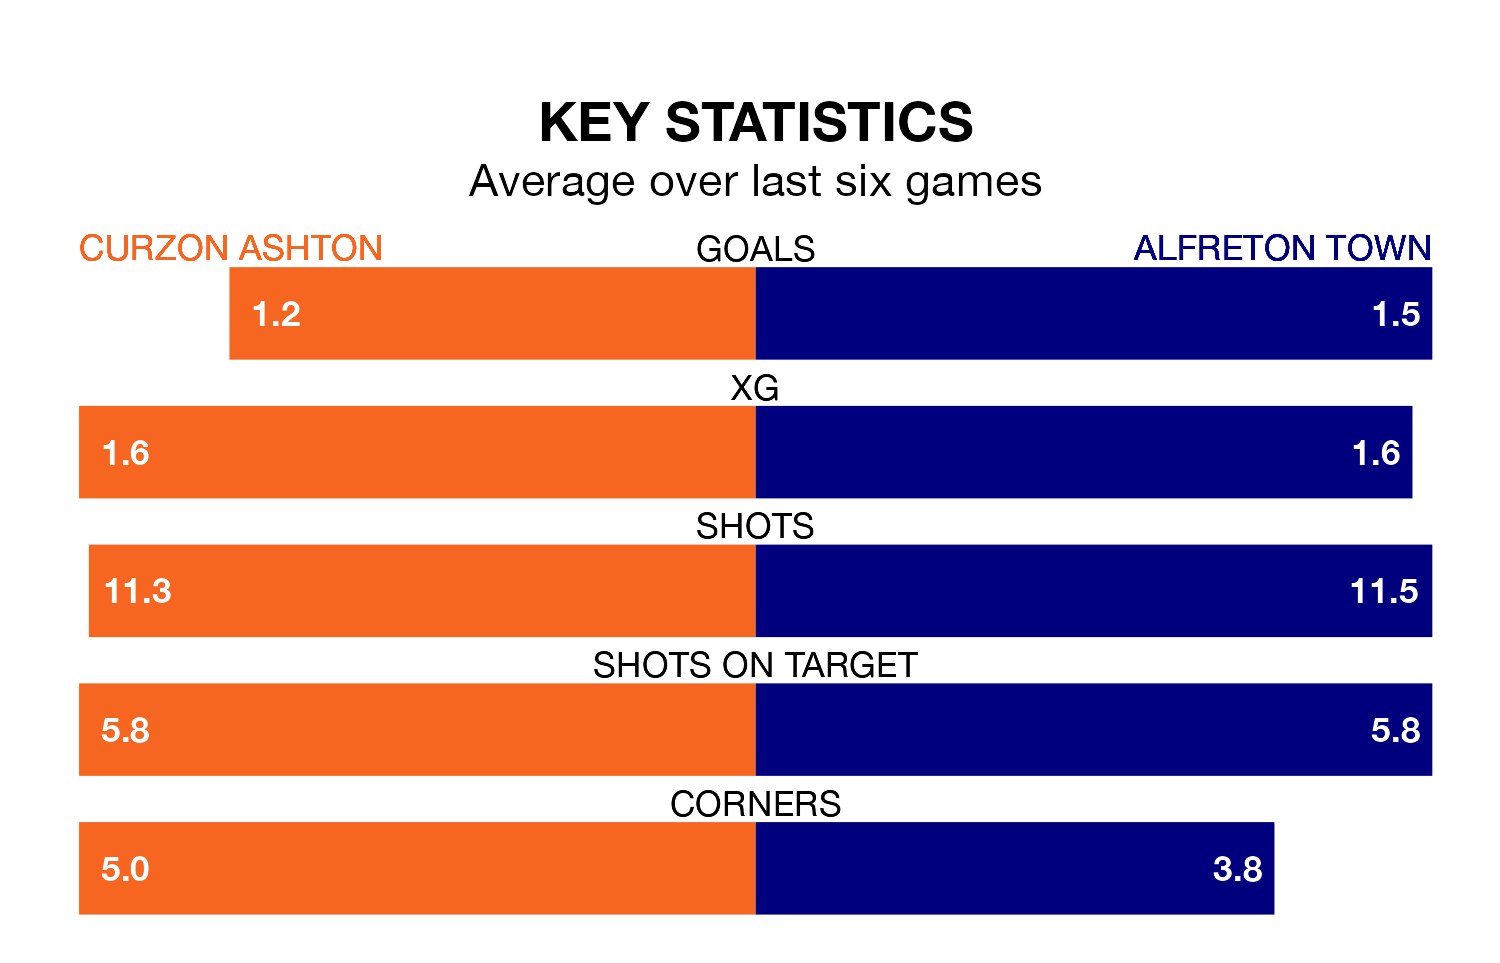 KEY STATISTICS
Average over last six games
CURZON ASHTON GOALS ALFRETON TOWN
1.2 1.5
XG
1.6 1.6
SHOTS
11.3 11.5
SHOTS ON TARGET
5.8 5.8
CORNERS
5.0 3.8